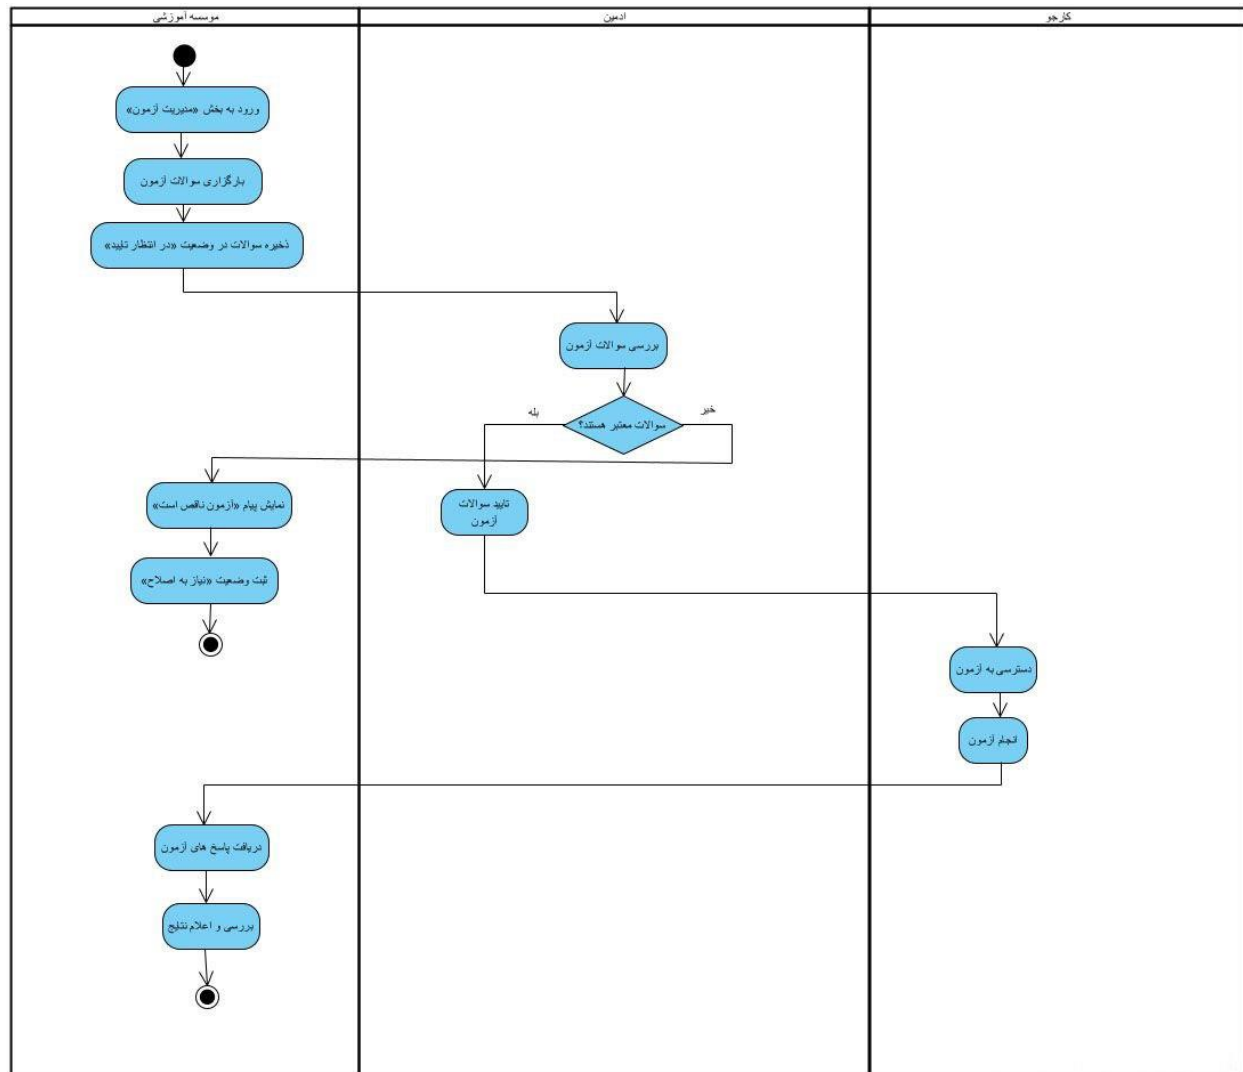 موسسه آموزشی
ادمین
کارجو
ورود به بخش «مدیریت آزمون»
بارگزاری سوالات آزمون
ذخیره سوالات در وضعیت «در انتظار تایید»
بررسی سوالات آزمون
سوالات معتبر هستند؟
خیر
بله
نمایش پیام «آزمون ناقص است»
ثبت وضعیت «نیاز به اصلاح»
تایید سوالات
آزمون
دسترسی به آزمون
انجام آزمون
دریافت پاسخ های آزمون
بررسی و اعلام نتایج